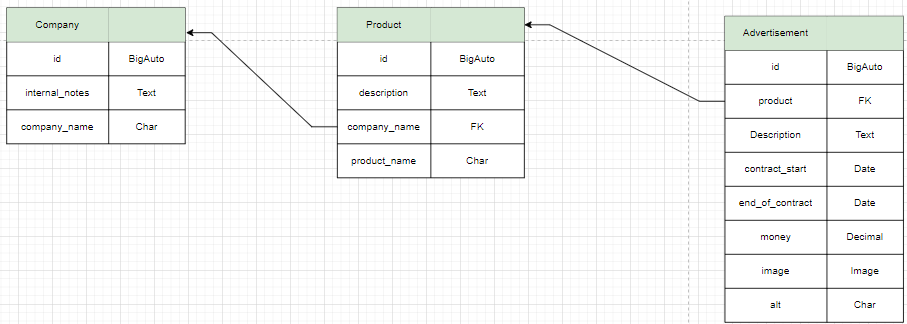 Company
id BigAuto
internal_notes Text
company_name Char
Product
id BigAuto
description Text
company_name FK
product_name Char
Advertisement
id BigAuto
product FK
Description Text
contract_start Date
end_of_contract Date
money Decimal
image Image
alt Char